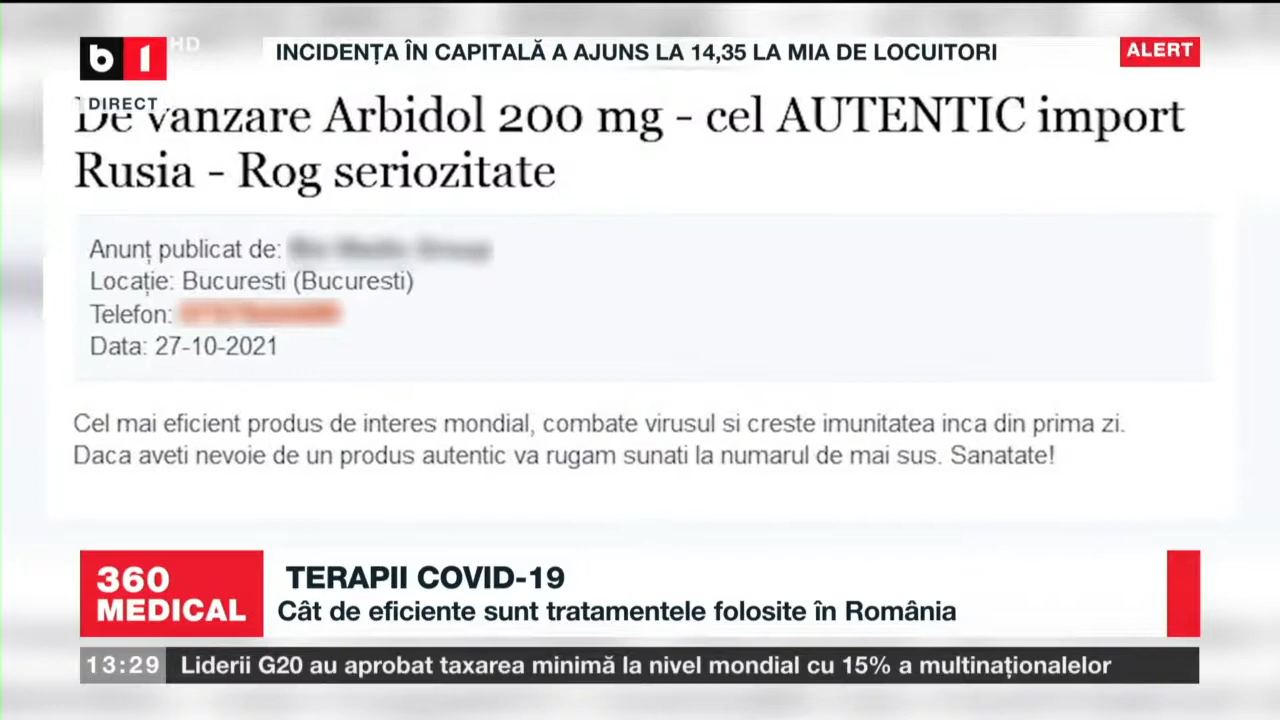 b1 HD
INCIDENȚA ÎN CAPITALĂ A AJUNS LA 14,35 LA MIA DE LOCUITORI
ALERT
DIRECT
De vanzare Arbidol 200 mg - cel AUTENTIC import
Rusia - Rog seriozitate
Anunț publicat de:
Locație: Bucuresti (Bucuresti)
Telefon:
Data: 27-10-2021
Cel mai eficient produs de interes mondial, combate virusul si creste imunitatea inca din prima zi.
Daca aveti nevoie de un produs autentic va rugam sunati la numarul de mai sus. Sanatate!
360
MEDICAL
TERAPII COVID-19
Cât de eficiente sunt tratamentele folosite în România
13:29 Liderii G20 au aprobat taxarea minimă la nivel mondial cu 15% a multinaționalelor